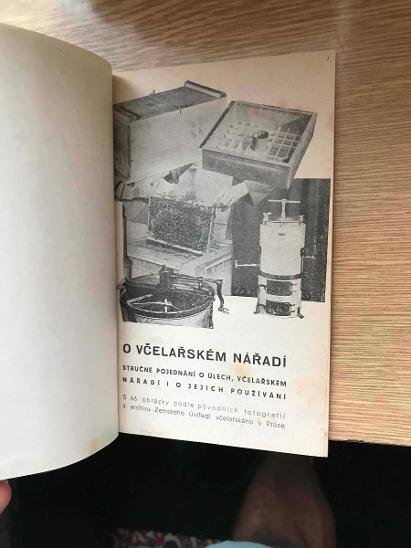 O VČELAŘSKÉM NÁŘADÍ
STRUČNÉ POJEDNÁNÍ O ÚLECH, VČELAŘSKÉM
NÁŘADÍ I O JEJICH POUŽÍVÁNÍ
S 66 obrázky podle původních fotografií
z archivu Zemského Ústředí včelařského v Praze